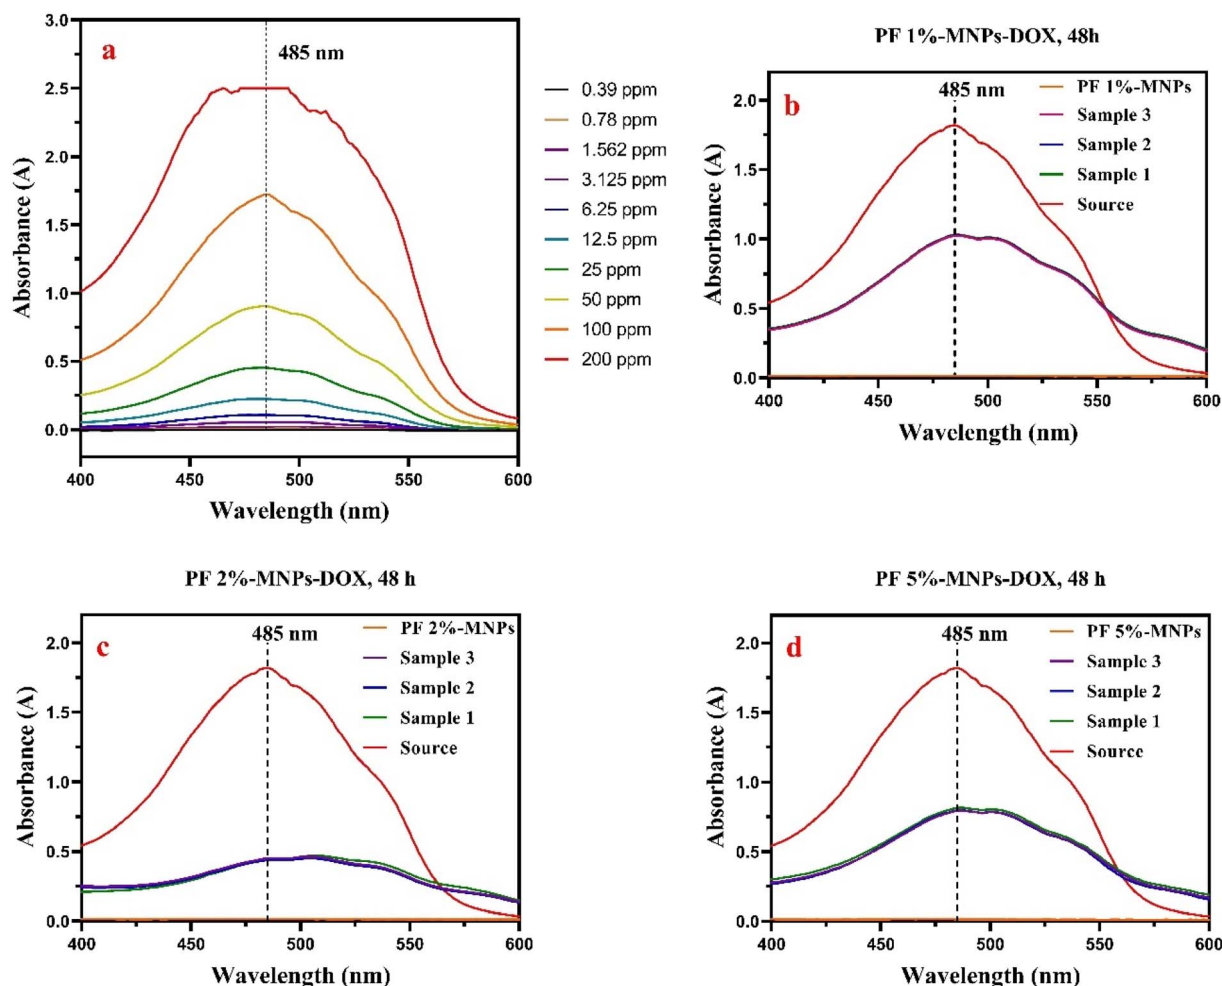 a
485 nm
3.0
2.5
2.0
1.5
1.0
0.5
0.0
Absorbance (A)
400
450
500
550
600
Wavelength (nm)
0.39 ppm
0.78 ppm
1.562 ppm
3.125 ppm
6.25 ppm
12.5 ppm
25 ppm
50 ppm
100 ppm
200 ppm
PF 1%-MNPs-DOX, 48h
b
485 nm
PF 1%-MNPs
Sample 3
Sample 2
Sample 1
Source
2.0
1.5
1.0
0.5
0.0
Absorbance (A)
400
450
500
550
600
Wavelength (nm)
PF 2%-MNPs-DOX, 48 h
c
485 nm
PF 2%-MNPs
Sample 3
Sample 2
Sample 1
Source
2.0
1.5
1.0
0.5
0.0
Absorbance (A)
400
450
500
550
600
Wavelength (nm)
PF 5%-MNPs-DOX, 48 h
d
485 nm
PF 5%-MNPs
Sample 3
Sample 2
Sample 1
Source
2.0
1.5
1.0
0.5
0.0
Absorbance (A)
400
450
500
550
600
Wavelength (nm)